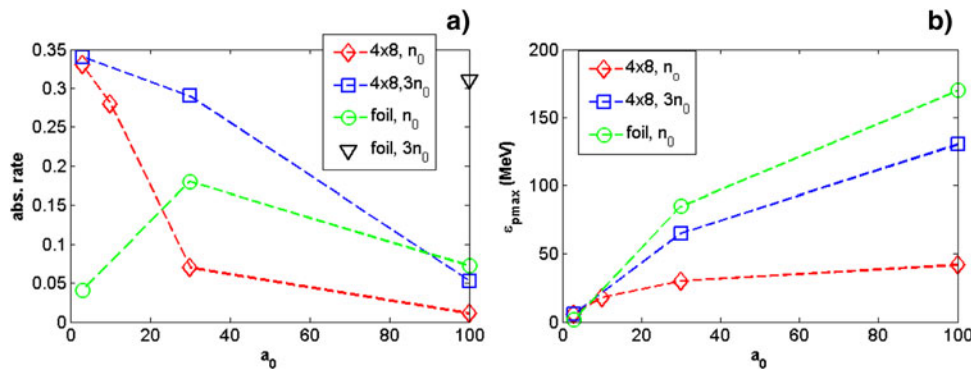 a)
0.35
0.3
0.25
0.2
0.15
0.1
0.05
0
abs. rate
0 20 40 60 80 100
a₀
4x8, n₀
4x8,3n₀
foil, n₀
foil, 3n₀
b)
200
150
100
50
0
εpmax (MeV)
0 20 40 60 80 100
a₀
4x8, n₀
4x8, 3n₀
foil, n₀